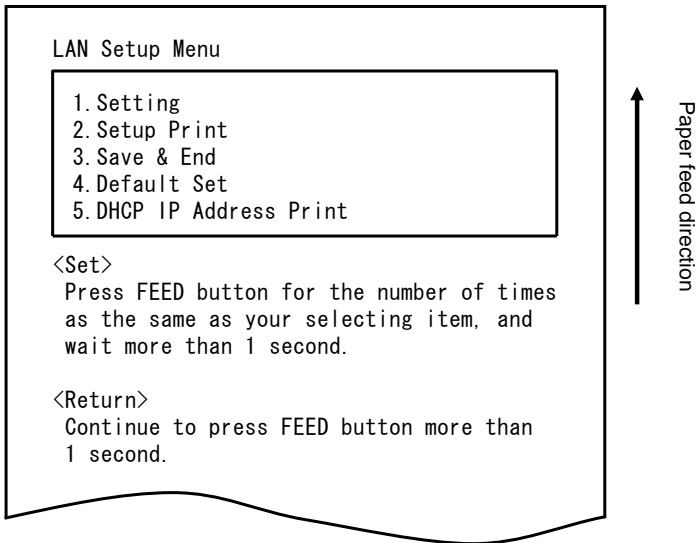 LAN Setup Menu
1.Setting
2.Setup Print
3.Save & End
4.Default Set
5.DHCP IP Address Print
<Set>
Press FEED button for the number of times
as the same as your selecting item, and
wait more than 1 second.
<Return>
Continue to press FEED button more than
1 second.
Paper feed direction